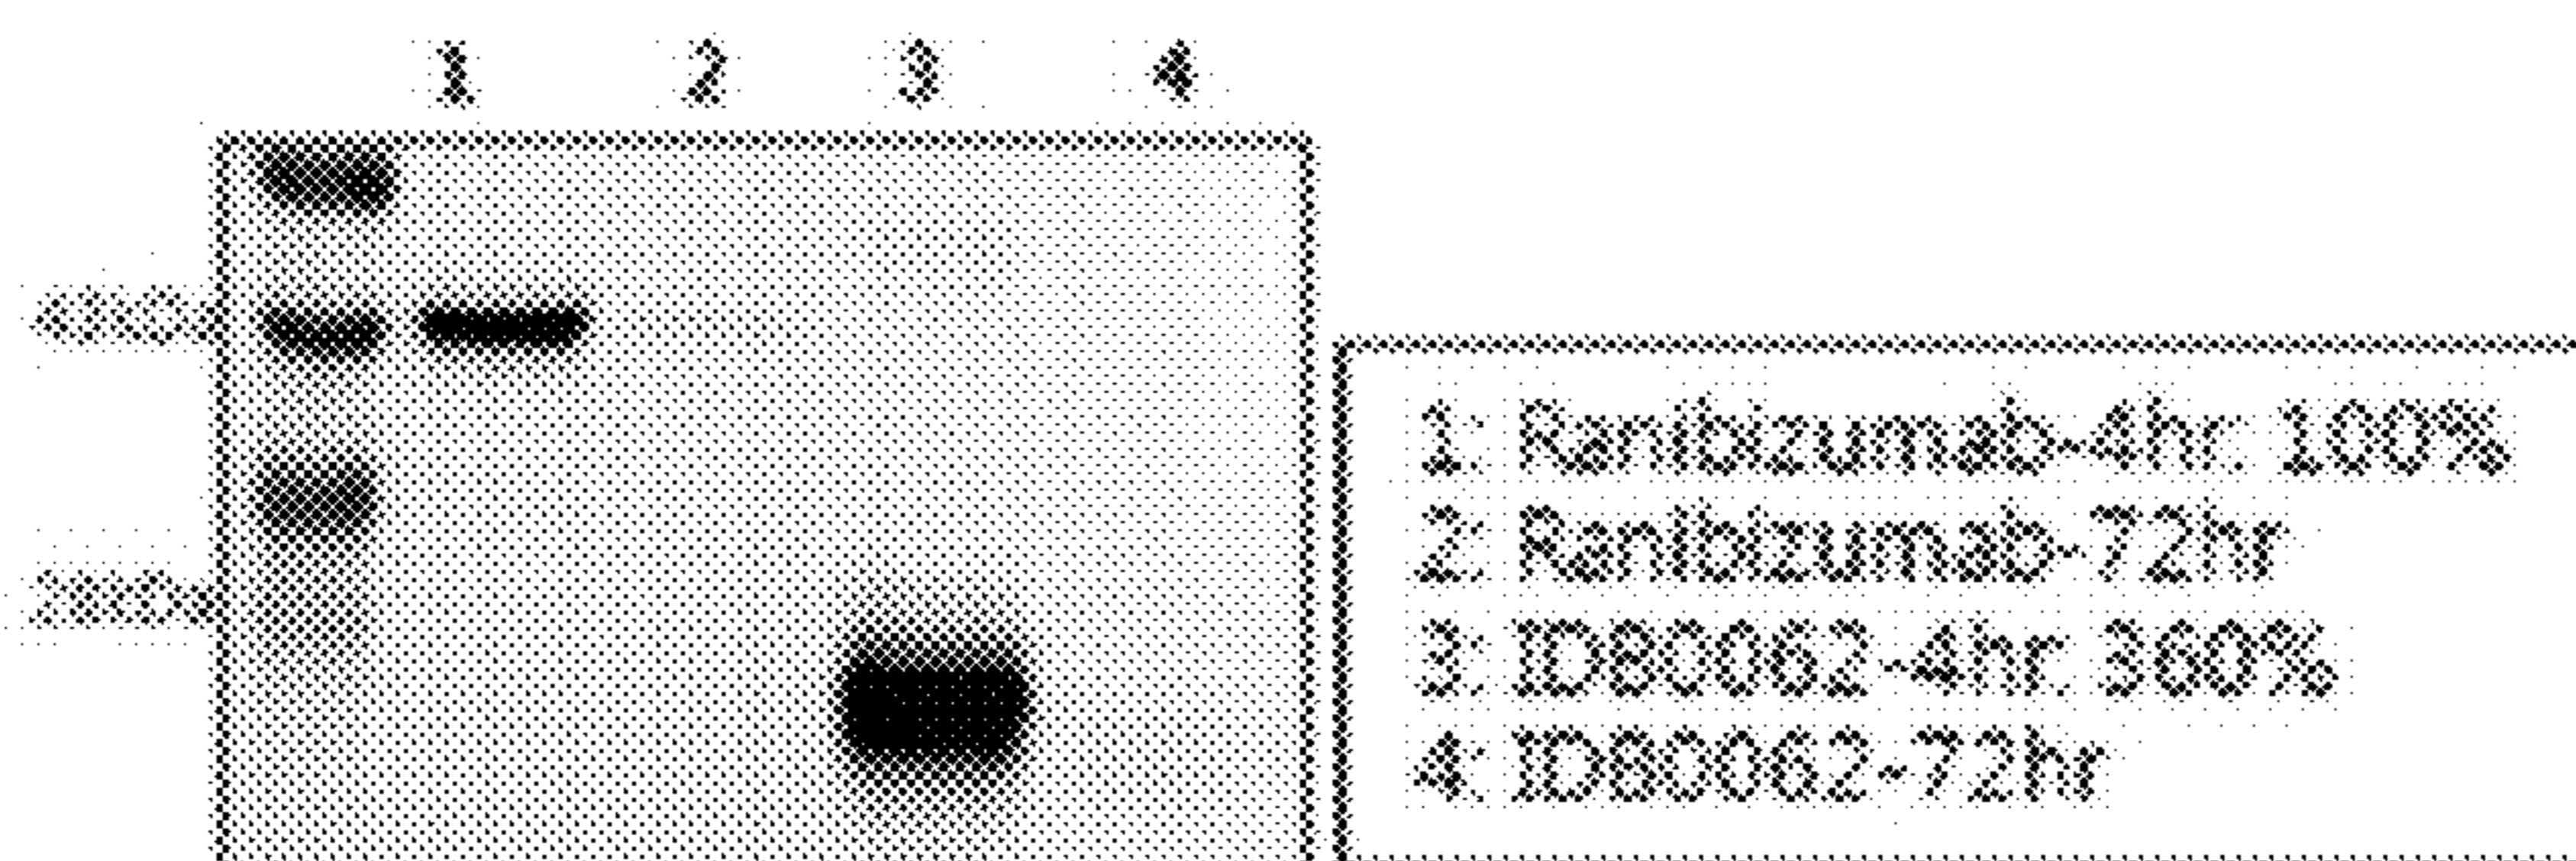 1 2 3 4
1: Ranibizumab-4hr: 100%
2: Ranibizumab-72hr
3: IDB0062-4hr: 360%
4: IDB0062-72hr